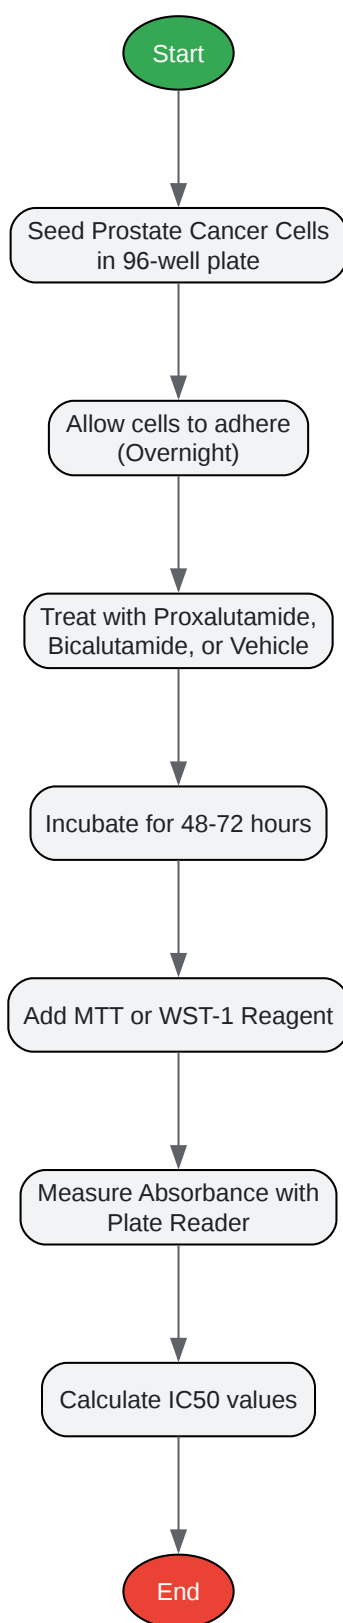 Start
Seed Prostate Cancer Cells
in 96-well plate
Allow cells to adhere
(Overnight)
Treat with Proxalutamide,
Bicalutamide, or Vehicle
Incubate for 48-72 hours
Add MTT or WST-1 Reagent
Measure Absorbance with
Plate Reader
Calculate IC50 values
End